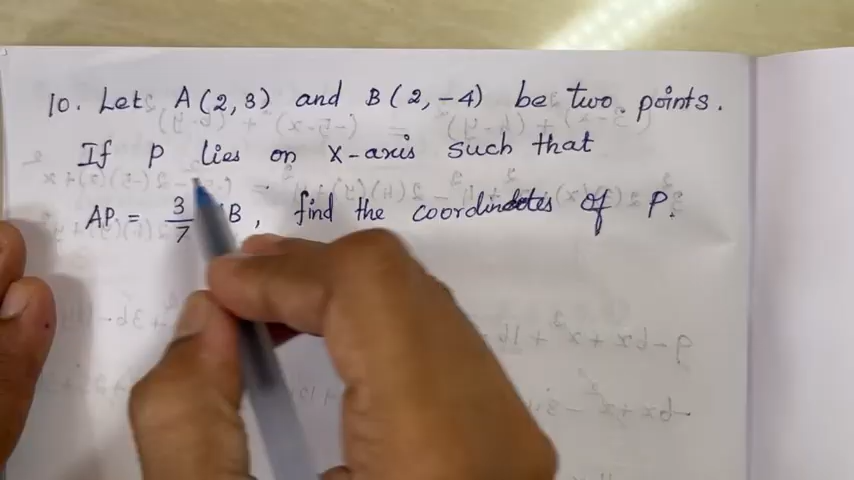 10. Let A(2,3) and B(2,-4) be two points.
If P lies on x-axis such that
AP = 3/7 B, find the coordinates of P.